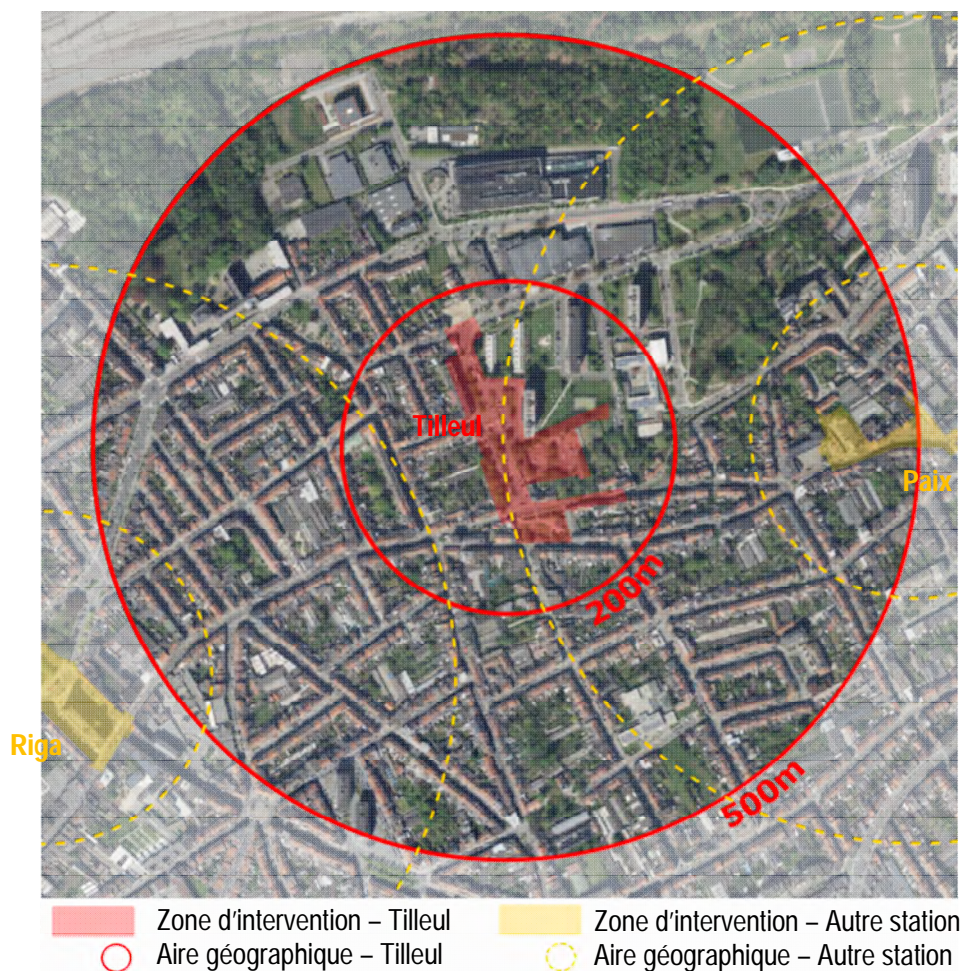 Tilleul
Paix
200m
Riga
500m
Zone d'intervention – Tilleul
Zone d'intervention – Autre station
Aire géographique – Tilleul
Aire géographique – Autre station